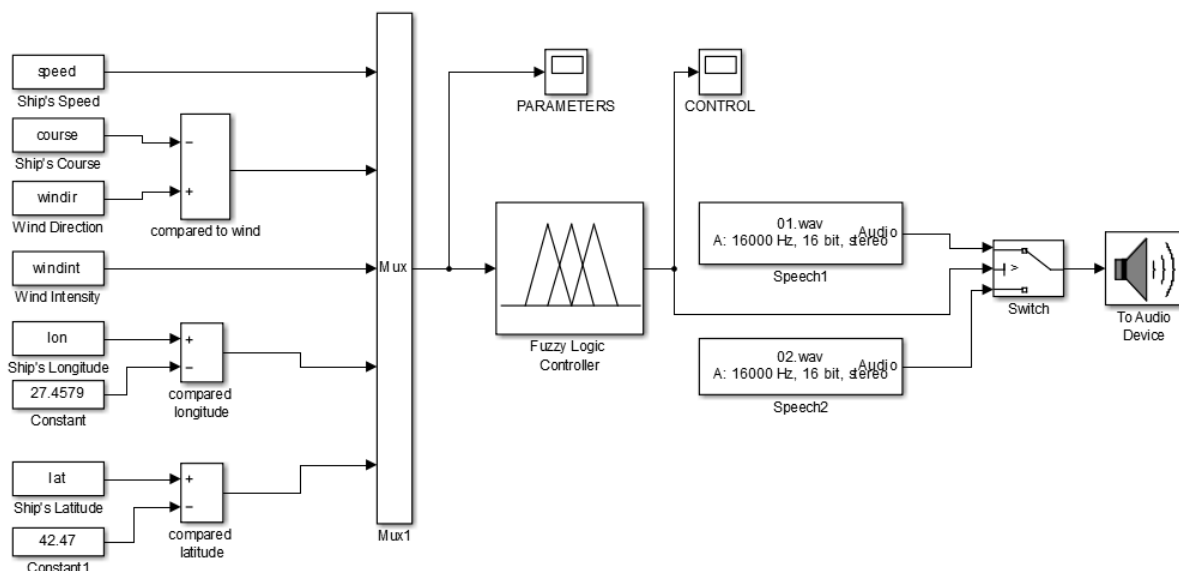 speed
Ship's Speed
course
Ship's Course
windir
Wind Direction
−
+
compared to wind
windint
Wind Intensity
lon
Ship's Longitude
27.4579
Constant
+
−
compared
longitude
lat
Ship's Latitude
42.47
Constant1
+
−
compared
latitude
Mux
Mux1
PARAMETERS
CONTROL
Fuzzy Logic
Controller
01.wav
A: 16000 Hz, 16 bit, stereo
Audio
Speech1
02.wav
A: 16000 Hz, 16 bit, stereo
Audio
Speech2
>
Switch
To Audio
Device